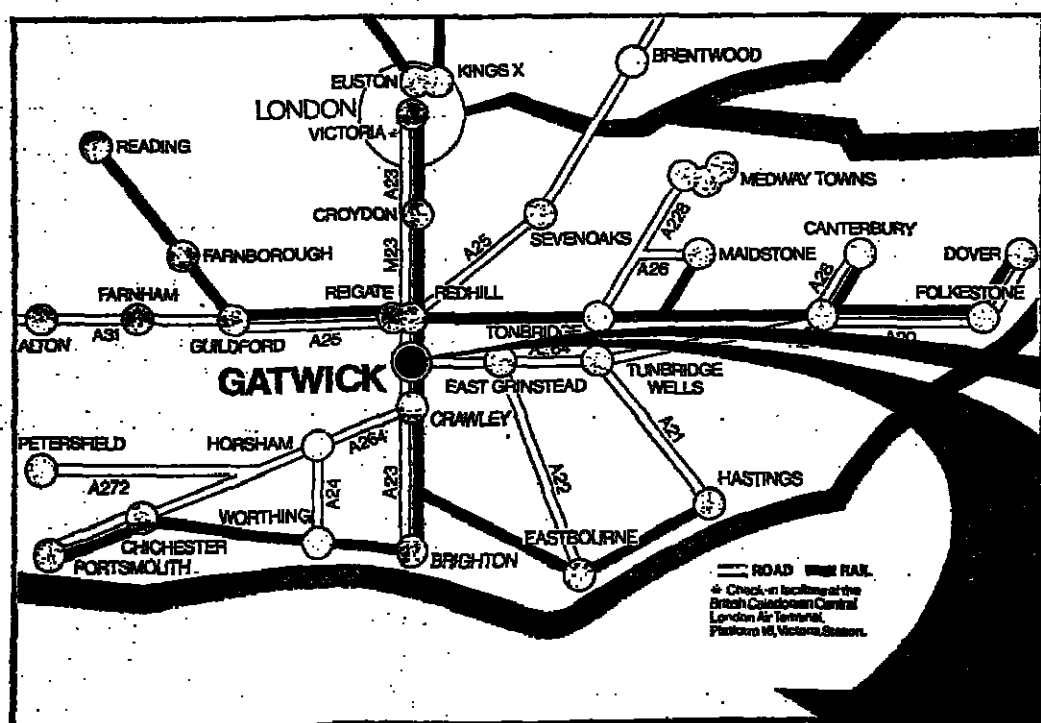 BRENTWOOD
EUSTON
KINGS X
LONDON
VICTORIA *
READING
MEDWAY TOWNS
A23
A228
CROYDON
SEVENOAKS
CANTERBURY
FARNBOROUGH
M23
A25
A26
MAIDSTONE
A28
DOVER
FARNHAM
REIGATE
REDHILL
FOLKESTONE
ALTON
A31
GUILDFORD
A25
TONBRIDGE
A20
GATWICK
A264
EAST GRINSTEAD
TUNBRIDGE
WELLS
CRAWLEY
PETERSFIELD
HORSHAM
A264
A21
A272
A24
A23
A22
HASTINGS
WORTHING
CHICHESTER
EASTBOURNE
PORTSMOUTH
BRIGHTON
ROAD RAIL
* Check-in facilities at the
British Caledonian Central
London Air Terminal,
Platform 16, Victoria Station.